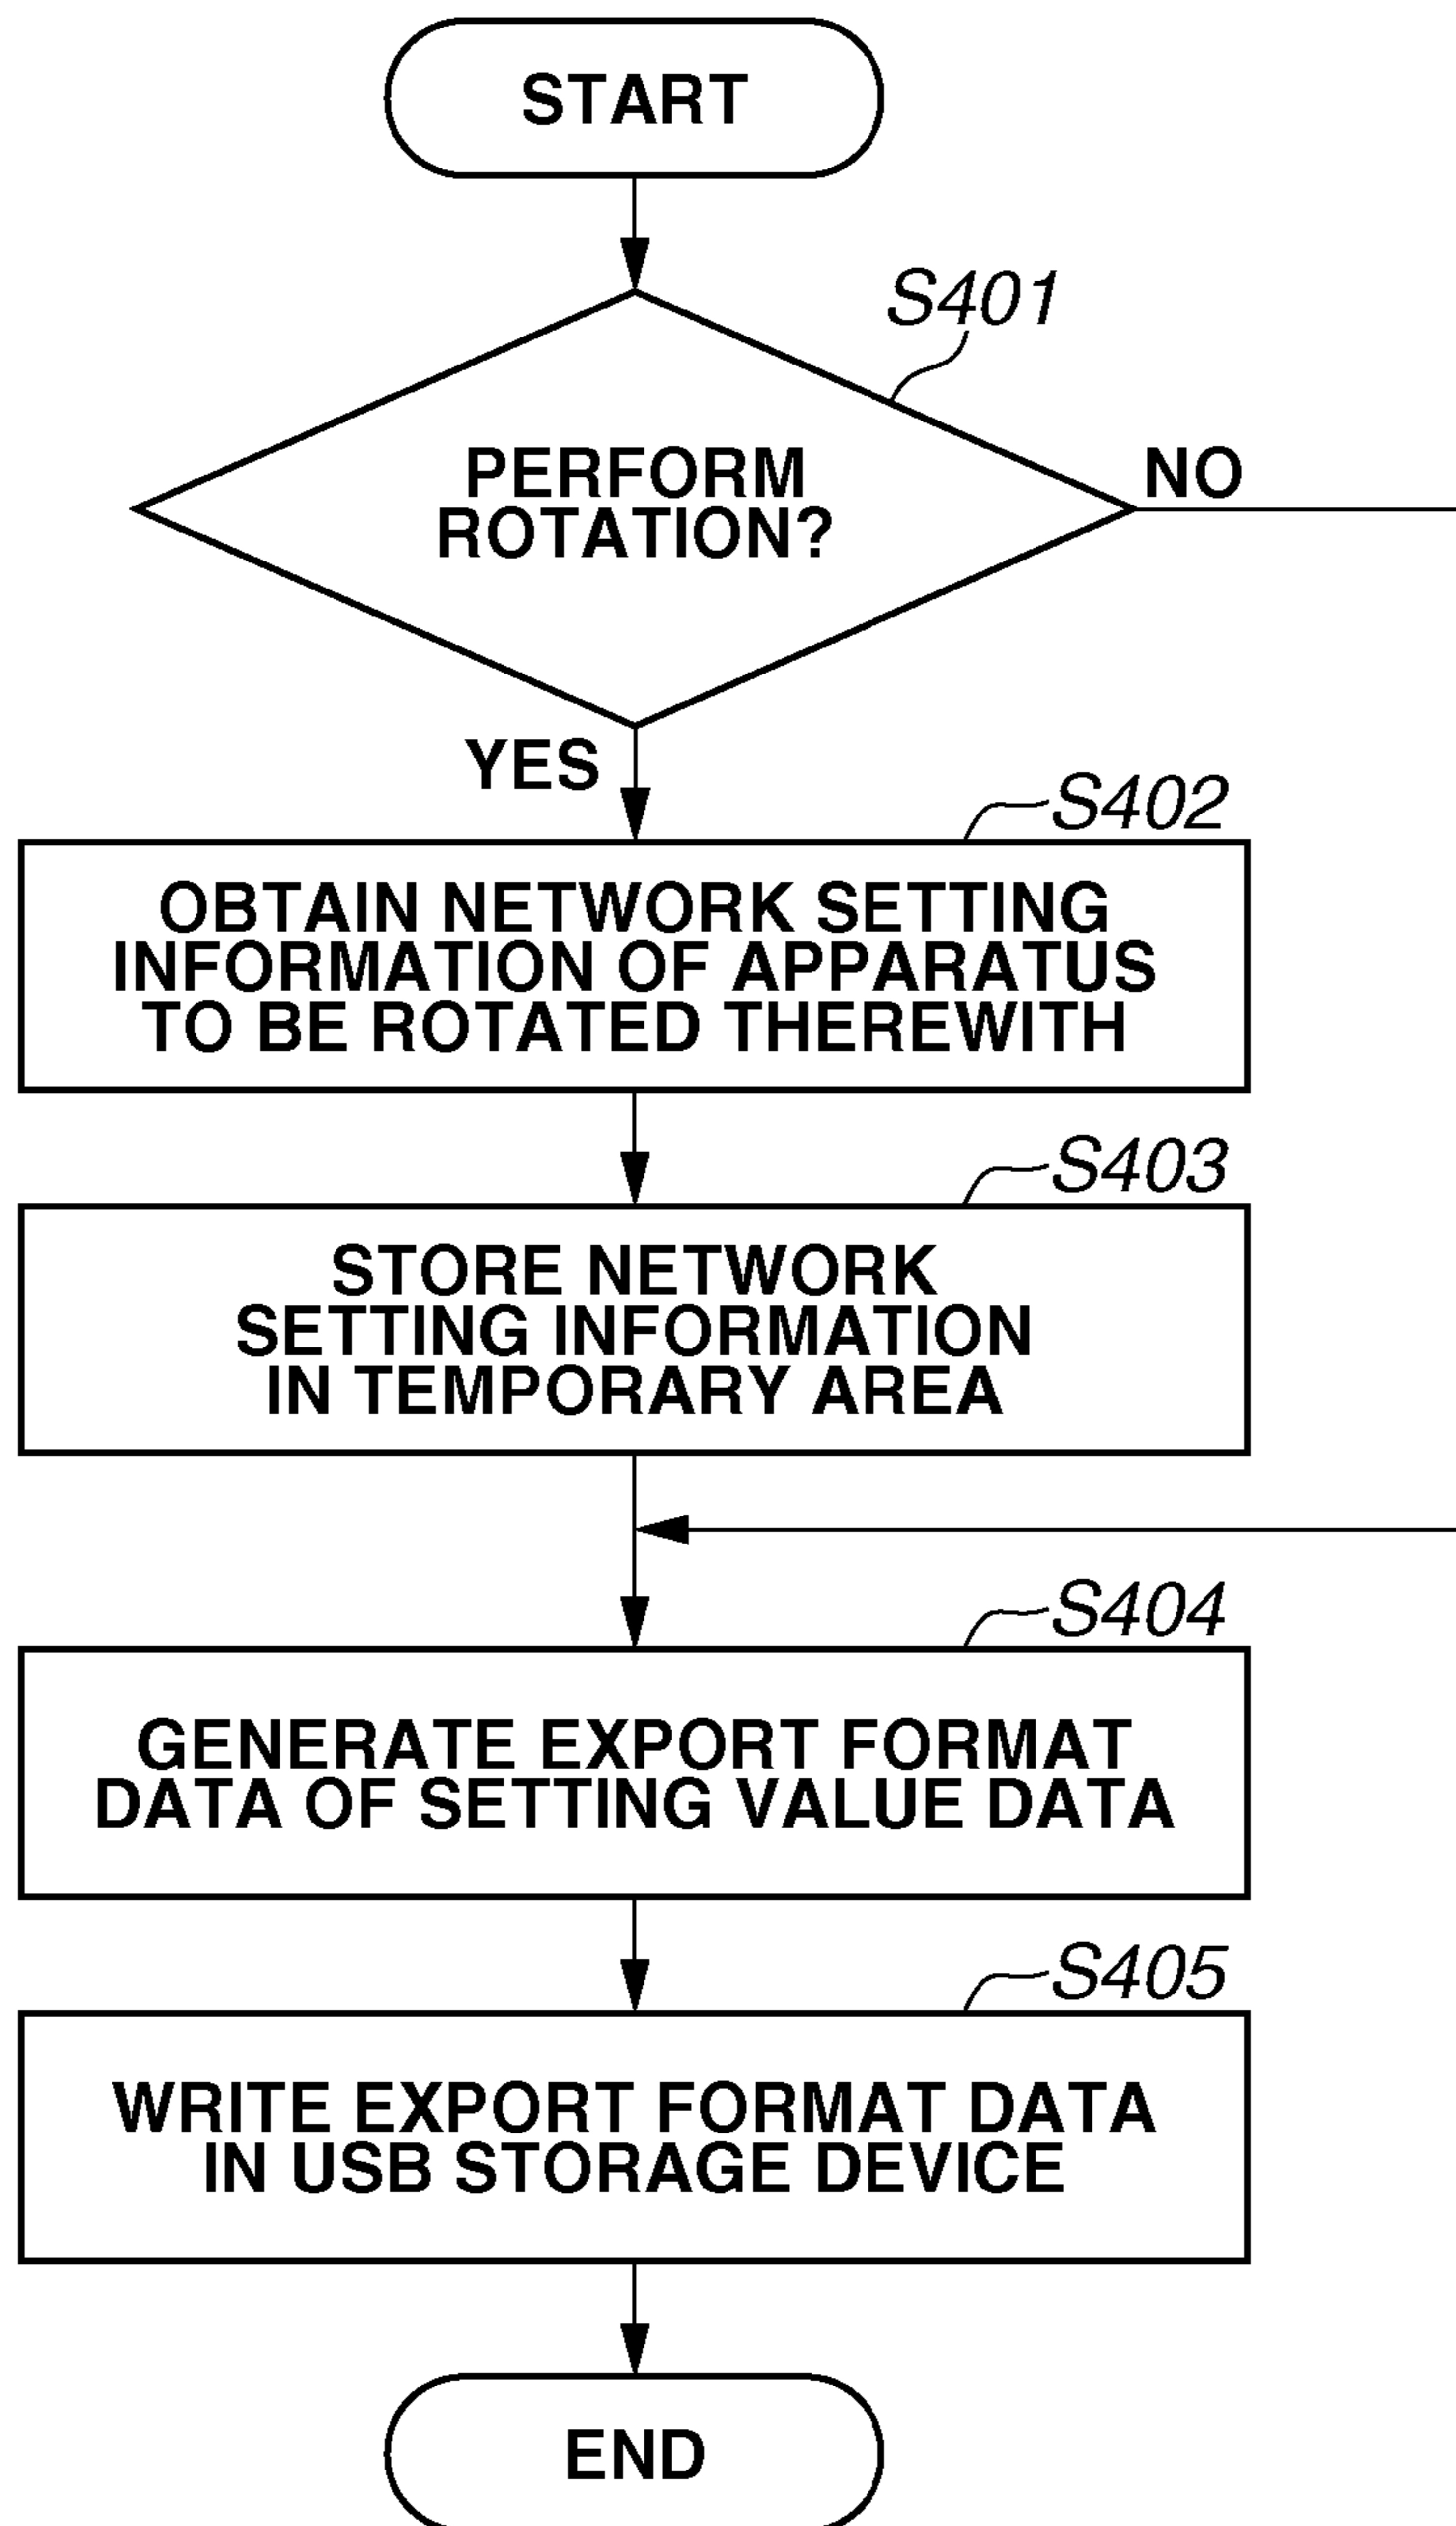 START
S401
PERFORM
ROTATION?
NO
YES
S402
OBTAIN NETWORK SETTING
INFORMATION OF APPARATUS
TO BE ROTATED THEREWITH
S403
STORE NETWORK
SETTING INFORMATION
IN TEMPORARY AREA
S404
GENERATE EXPORT FORMAT
DATA OF SETTING VALUE DATA
S405
WRITE EXPORT FORMAT DATA
IN USB STORAGE DEVICE
END